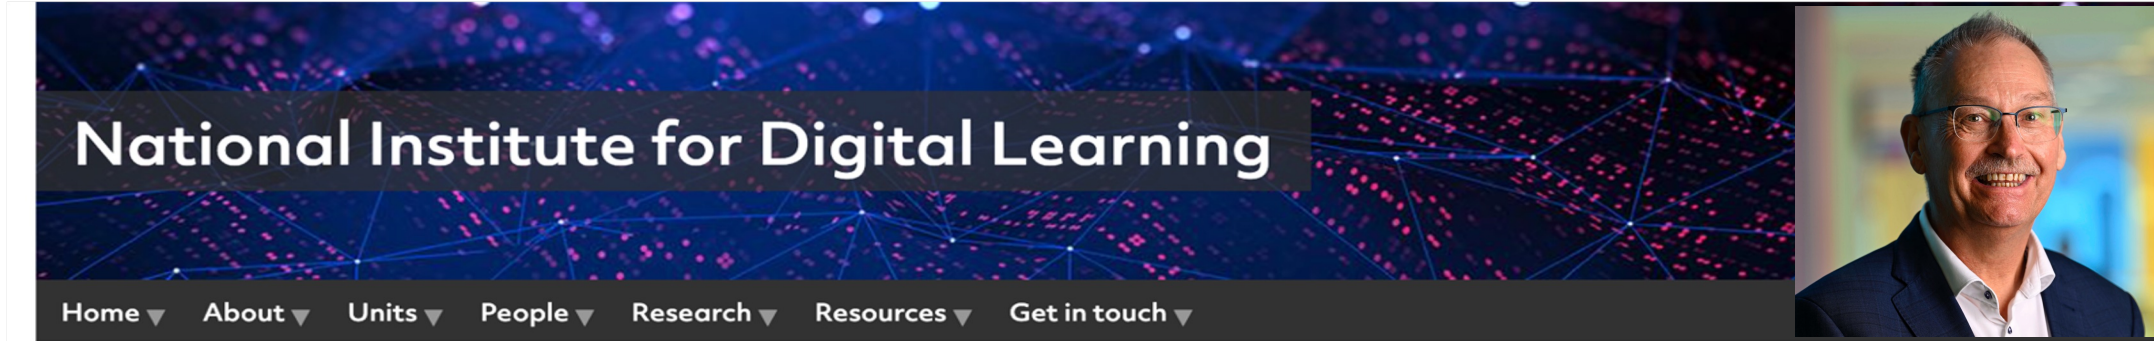 National Institute for Digital Learning
Home About Units People Research Resources Get in touch